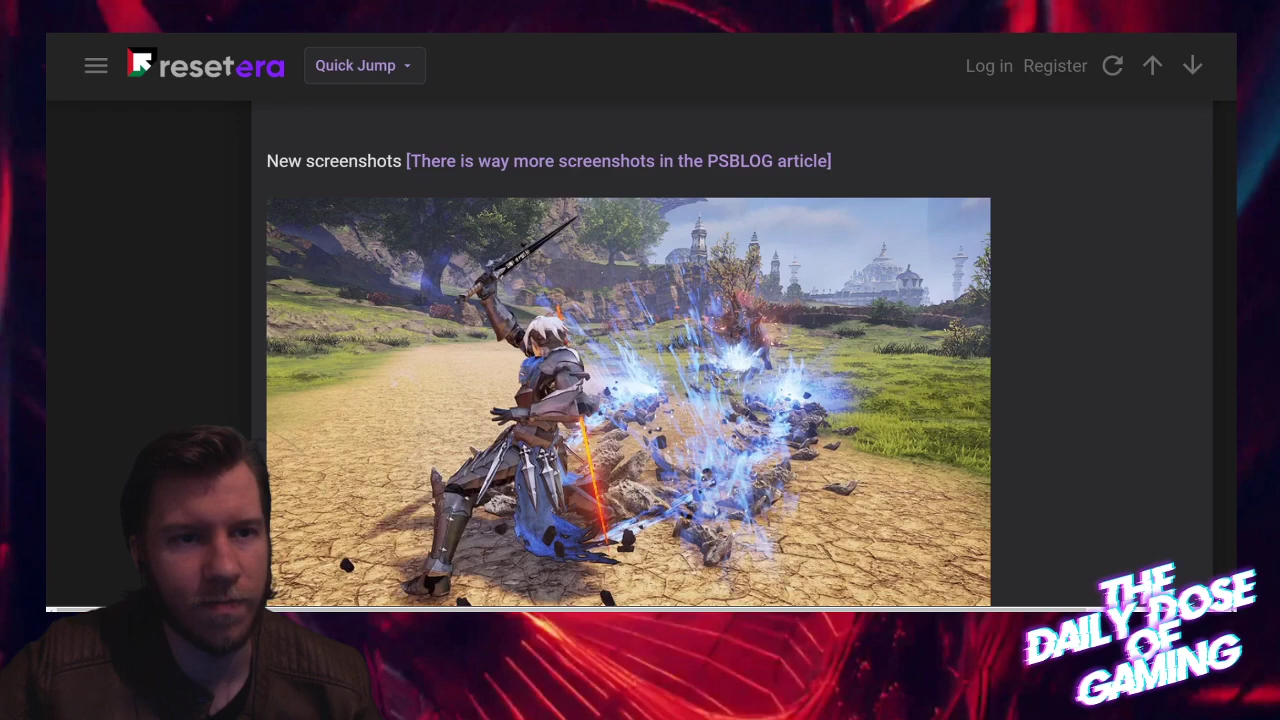 resetera
Quick Jump
Log in Register
New screenshots [There is way more screenshots in the PSBLOG article]
THE
DAILY DOSE
OF
GAMING